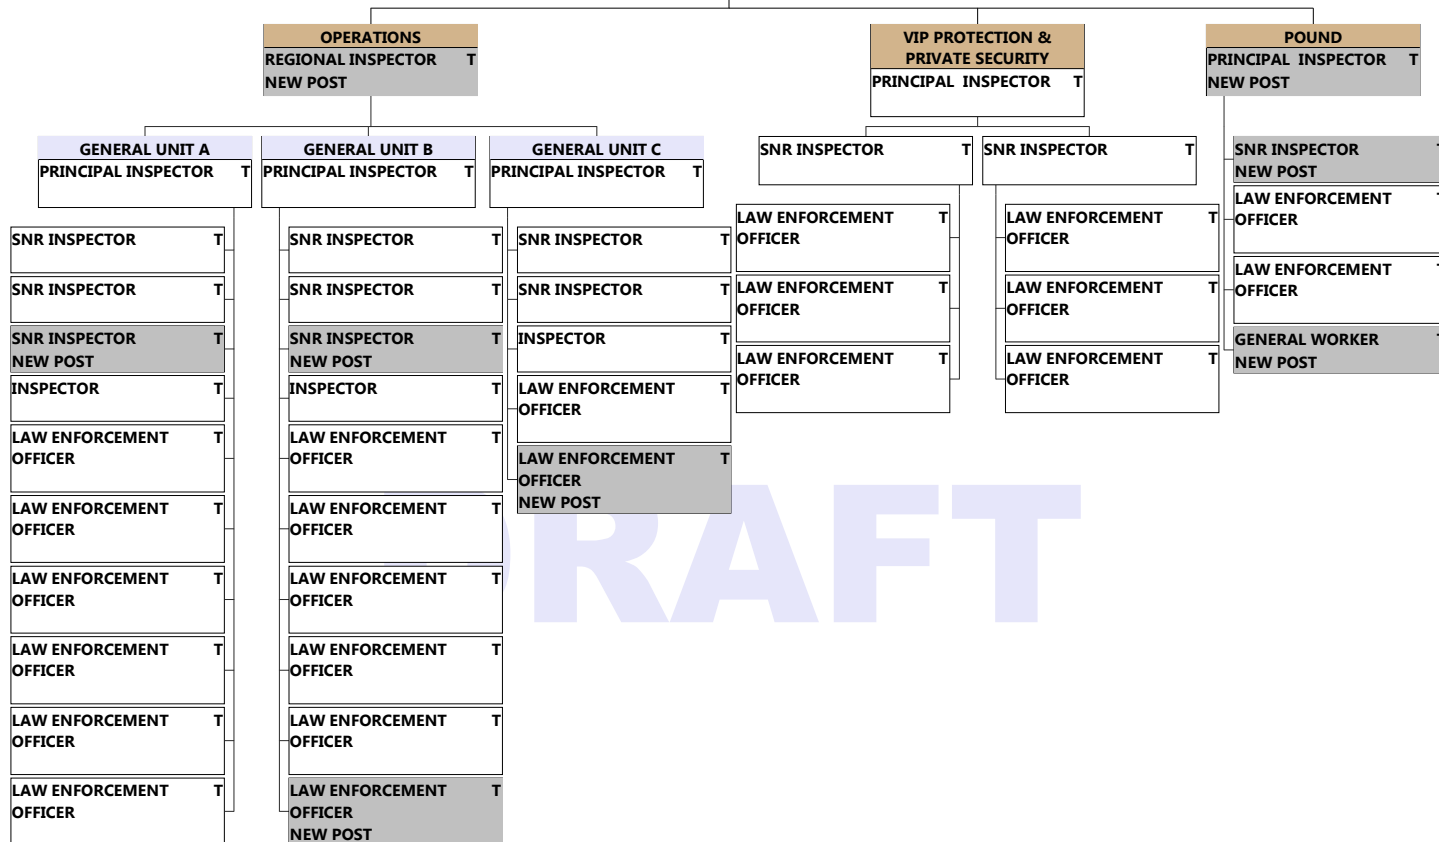 OPERATIONS
REGIONAL INSPECTOR T
NEW POST
VIP PROTECTION &
PRIVATE SECURITY
PRINCIPAL INSPECTOR T
POUND
PRINCIPAL INSPECTOR T
NEW POST
GENERAL UNIT A
PRINCIPAL INSPECTOR T
SNR INSPECTOR T
SNR INSPECTOR T
SNR INSPECTOR T
NEW POST
INSPECTOR T
LAW ENFORCEMENT T
OFFICER
LAW ENFORCEMENT T
OFFICER
LAW ENFORCEMENT T
OFFICER
LAW ENFORCEMENT T
OFFICER
LAW ENFORCEMENT T
OFFICER
LAW ENFORCEMENT T
OFFICER
GENERAL UNIT B
PRINCIPAL INSPECTOR T
SNR INSPECTOR T
SNR INSPECTOR T
SNR INSPECTOR T
NEW POST
INSPECTOR T
LAW ENFORCEMENT T
OFFICER
LAW ENFORCEMENT T
OFFICER
LAW ENFORCEMENT T
OFFICER
LAW ENFORCEMENT T
OFFICER
LAW ENFORCEMENT T
OFFICER
LAW ENFORCEMENT T
OFFICER
NEW POST
GENERAL UNIT C
PRINCIPAL INSPECTOR T
SNR INSPECTOR T
SNR INSPECTOR T
INSPECTOR T
LAW ENFORCEMENT T
OFFICER
LAW ENFORCEMENT T
OFFICER
NEW POST
SNR INSPECTOR T
LAW ENFORCEMENT T
OFFICER
LAW ENFORCEMENT T
OFFICER
LAW ENFORCEMENT T
OFFICER
SNR INSPECTOR T
LAW ENFORCEMENT T
OFFICER
LAW ENFORCEMENT T
OFFICER
LAW ENFORCEMENT T
OFFICER
SNR INSPECTOR
NEW POST
LAW ENFORCEMENT
OFFICER
LAW ENFORCEMENT
OFFICER
GENERAL WORKER
NEW POST
DRAFT